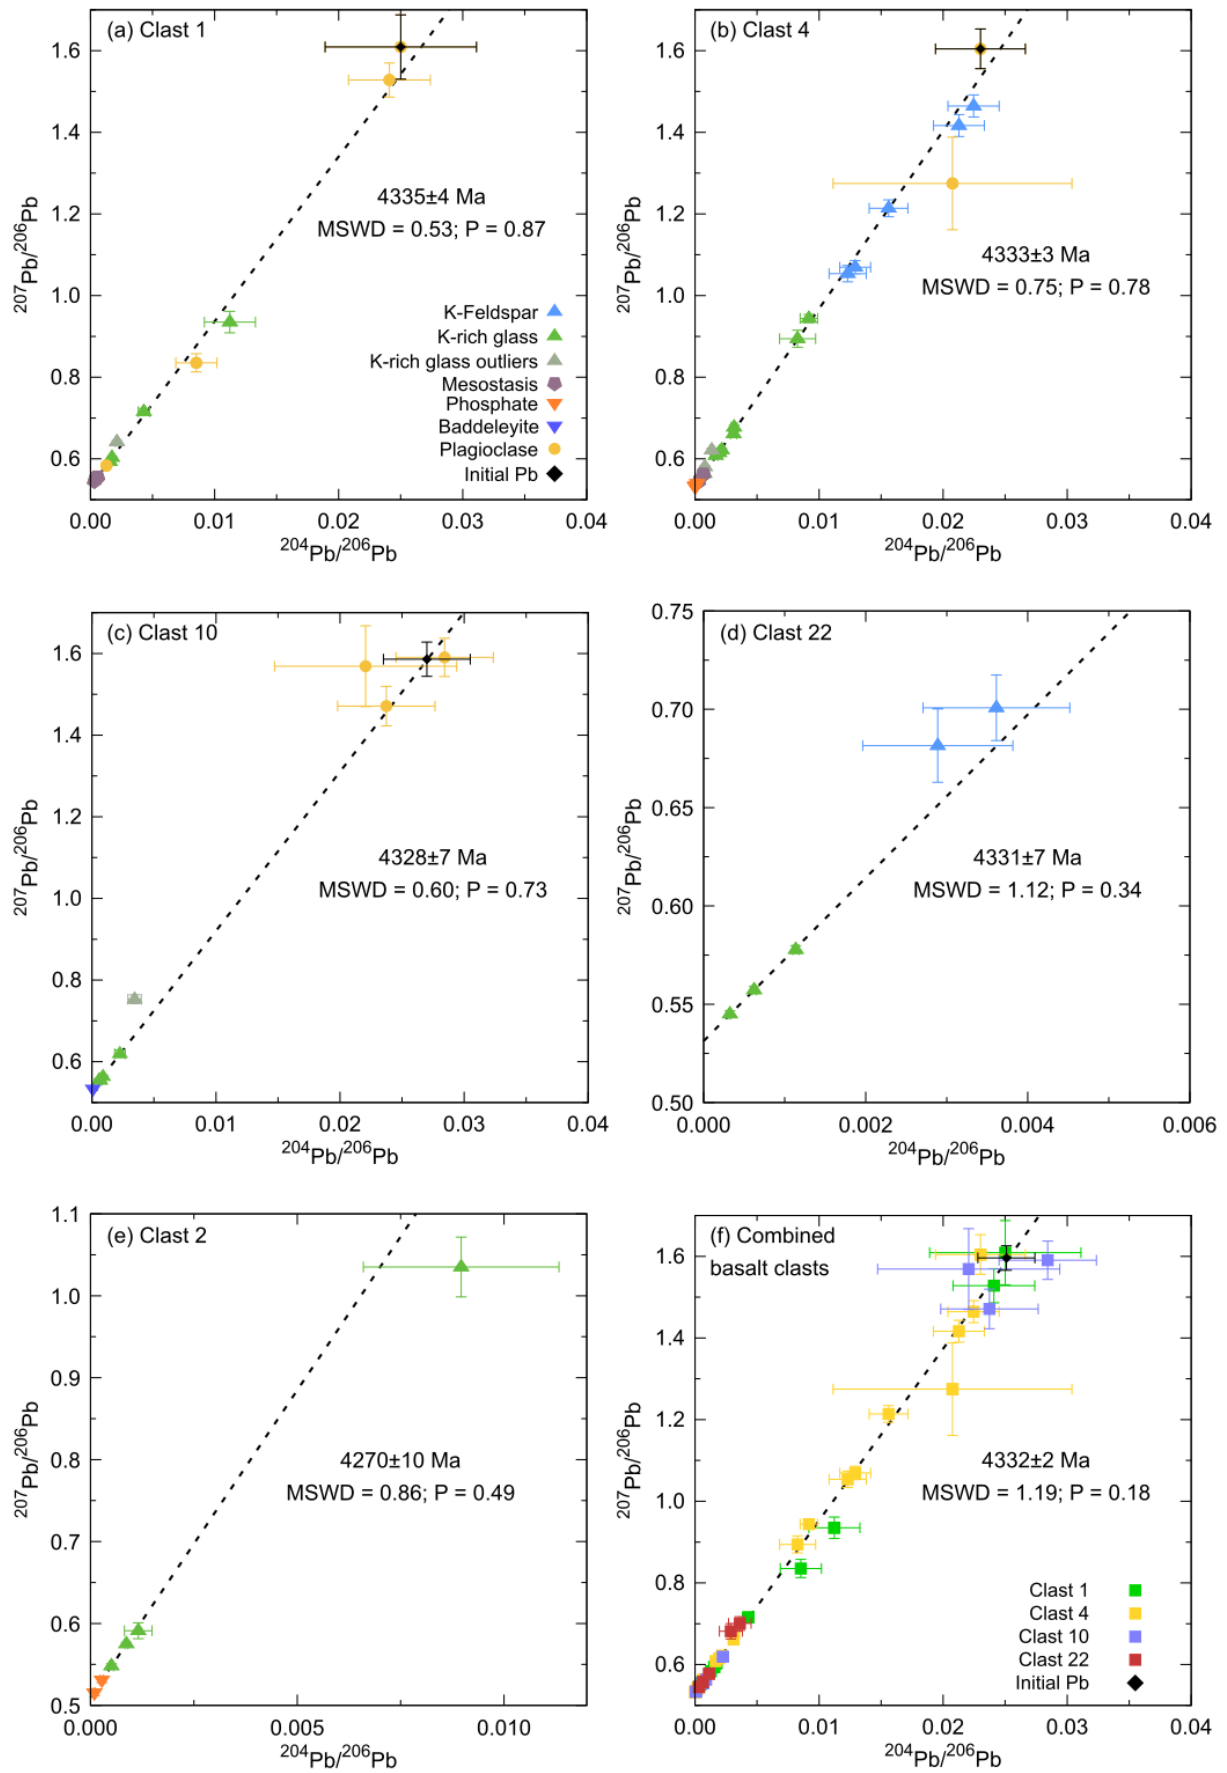 (a) Clast 1
1.6
1.4
1.2
1.0
0.8
0.6
207Pb/206Pb
4335±4 Ma
MSWD = 0.53; P = 0.87
K-Feldspar
K-rich glass
K-rich glass outliers
Mesostasis
Phosphate
Baddeleyite
Plagioclase
Initial Pb
0.00 0.01 0.02 0.03 0.04
204Pb/206Pb
(b) Clast 4
1.6
1.4
1.2
1.0
0.8
0.6
207Pb/206Pb
4333±3 Ma
MSWD = 0.75; P = 0.78
0.00 0.01 0.02 0.03 0.04
204Pb/206Pb
(c) Clast 10
1.6
1.4
1.2
1.0
0.8
0.6
207Pb/206Pb
4328±7 Ma
MSWD = 0.60; P = 0.73
0.00 0.01 0.02 0.03 0.04
204Pb/206Pb
(d) Clast 22
0.75
0.70
0.65
0.60
0.55
0.50
207Pb/206Pb
4331±7 Ma
MSWD = 1.12; P = 0.34
0.000 0.002 0.004 0.006
204Pb/206Pb
(e) Clast 2
1.1
1.0
0.9
0.8
0.7
0.6
0.5
207Pb/206Pb
4270±10 Ma
MSWD = 0.86; P = 0.49
0.000 0.005 0.010
204Pb/206Pb
(f) Combined
basalt clasts
1.6
1.4
1.2
1.0
0.8
0.6
207Pb/206Pb
4332±2 Ma
MSWD = 1.19; P = 0.18
Clast 1
Clast 4
Clast 10
Clast 22
Initial Pb
0.00 0.01 0.02 0.03 0.04
204Pb/206Pb